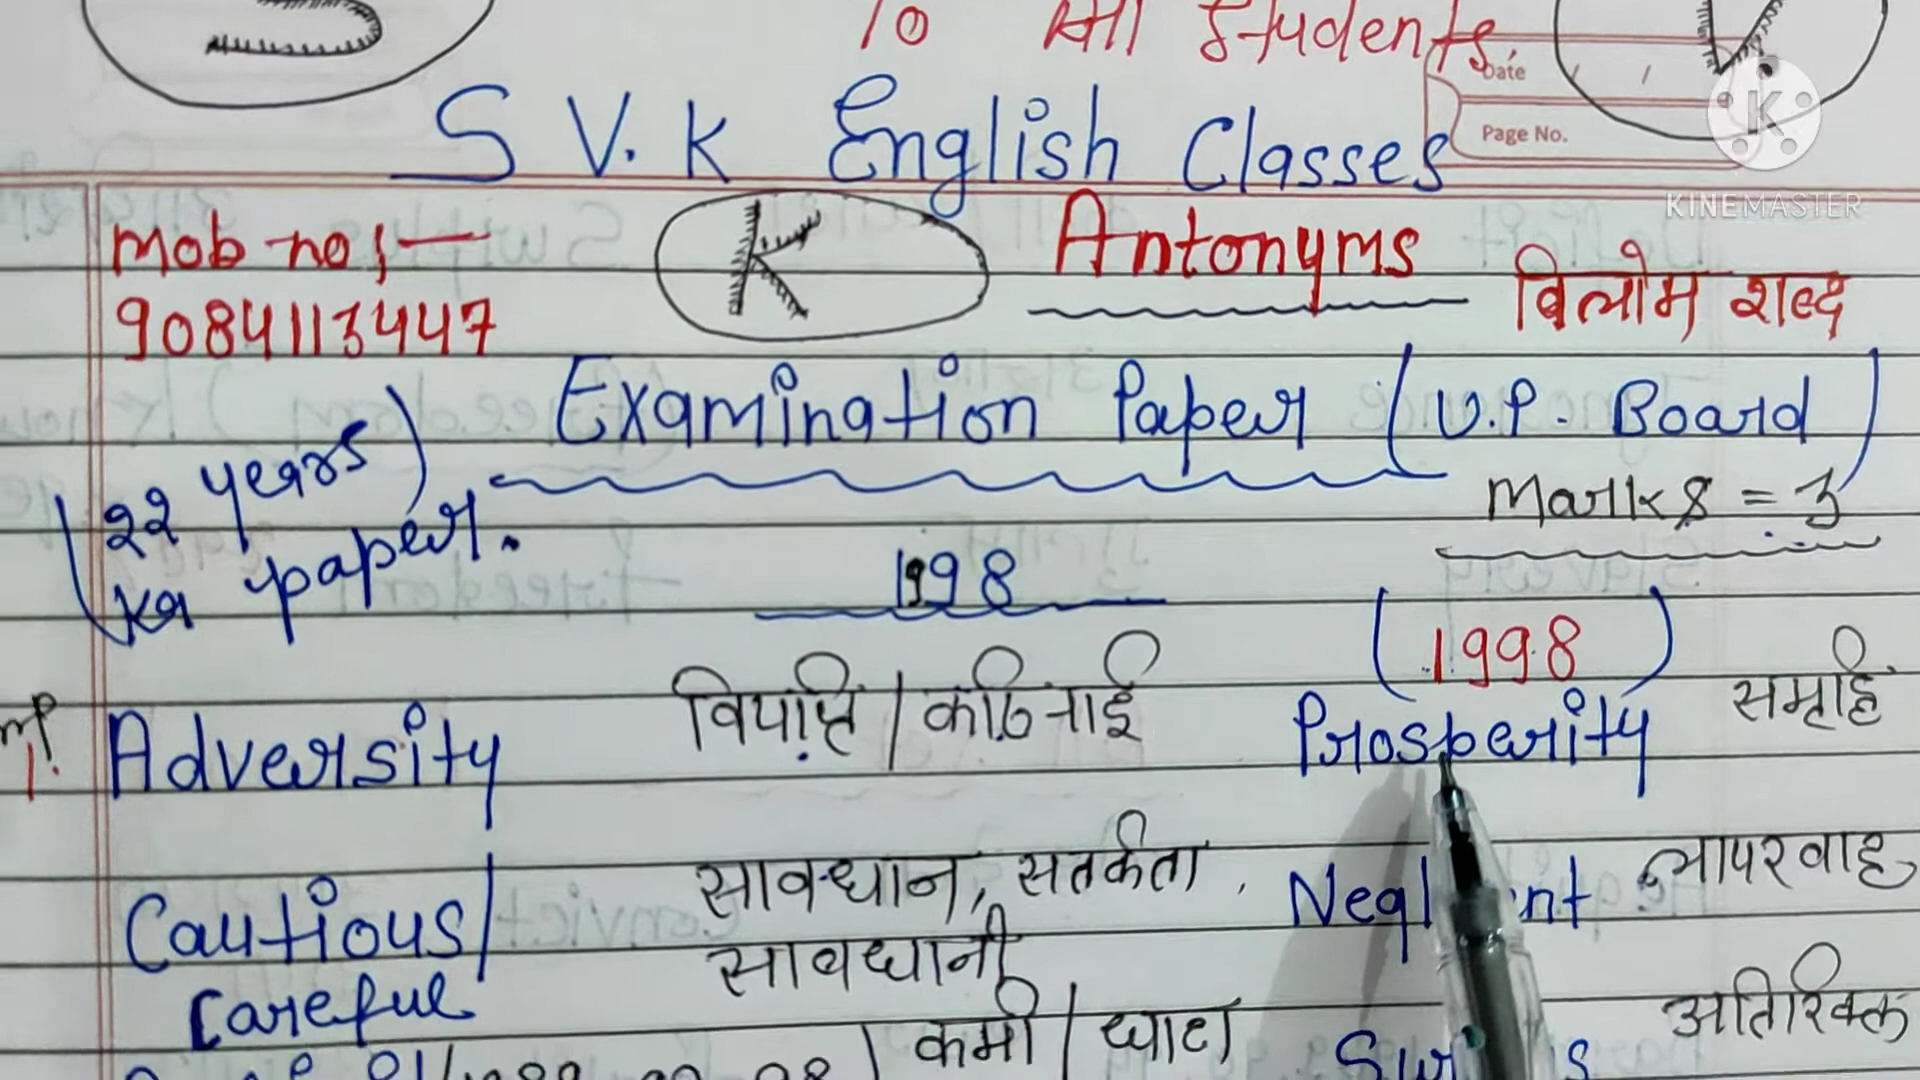 To All Students,
Date / /
S V. K English Classes
Page No.
KINEMASTER
Mob no :—
9084113447
K
Antonyms
विलोम शब्द
Examination Paper (U.P. Board)
(22 years)
ka paper.
Marks = 3
1998
(1998)
1. Adversity विपत्ति / कठिनाई Prosperity समृद्धि
Cautious/ सावधान, सतर्कता, लापरवाह
Careful सावधानी
कमी / घाटा अतिरिक्त